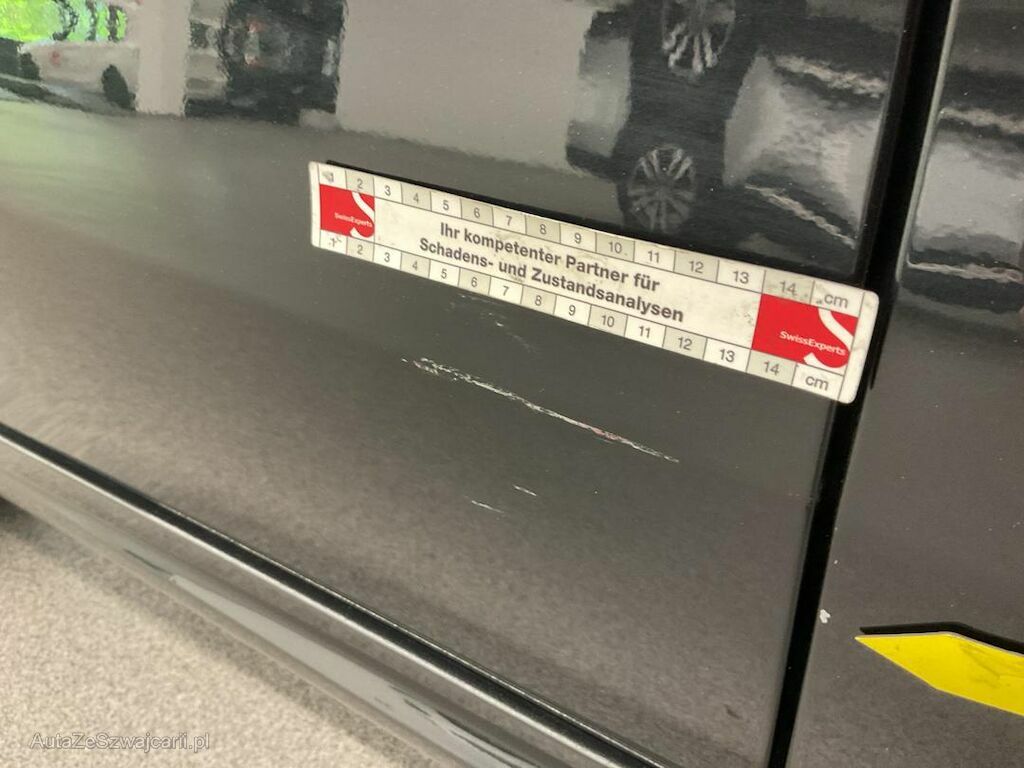 2 3 4 5 6 7 8 9 10 11 12 13 14 cm
SwissExperts
Ihr kompetenter Partner für
Schadens- und Zustandsanalysen
SwissExperts
2 3 4 5 6 7 8 9 10 11 12 13 14 cm
AutaZeSzwajcarii.pl